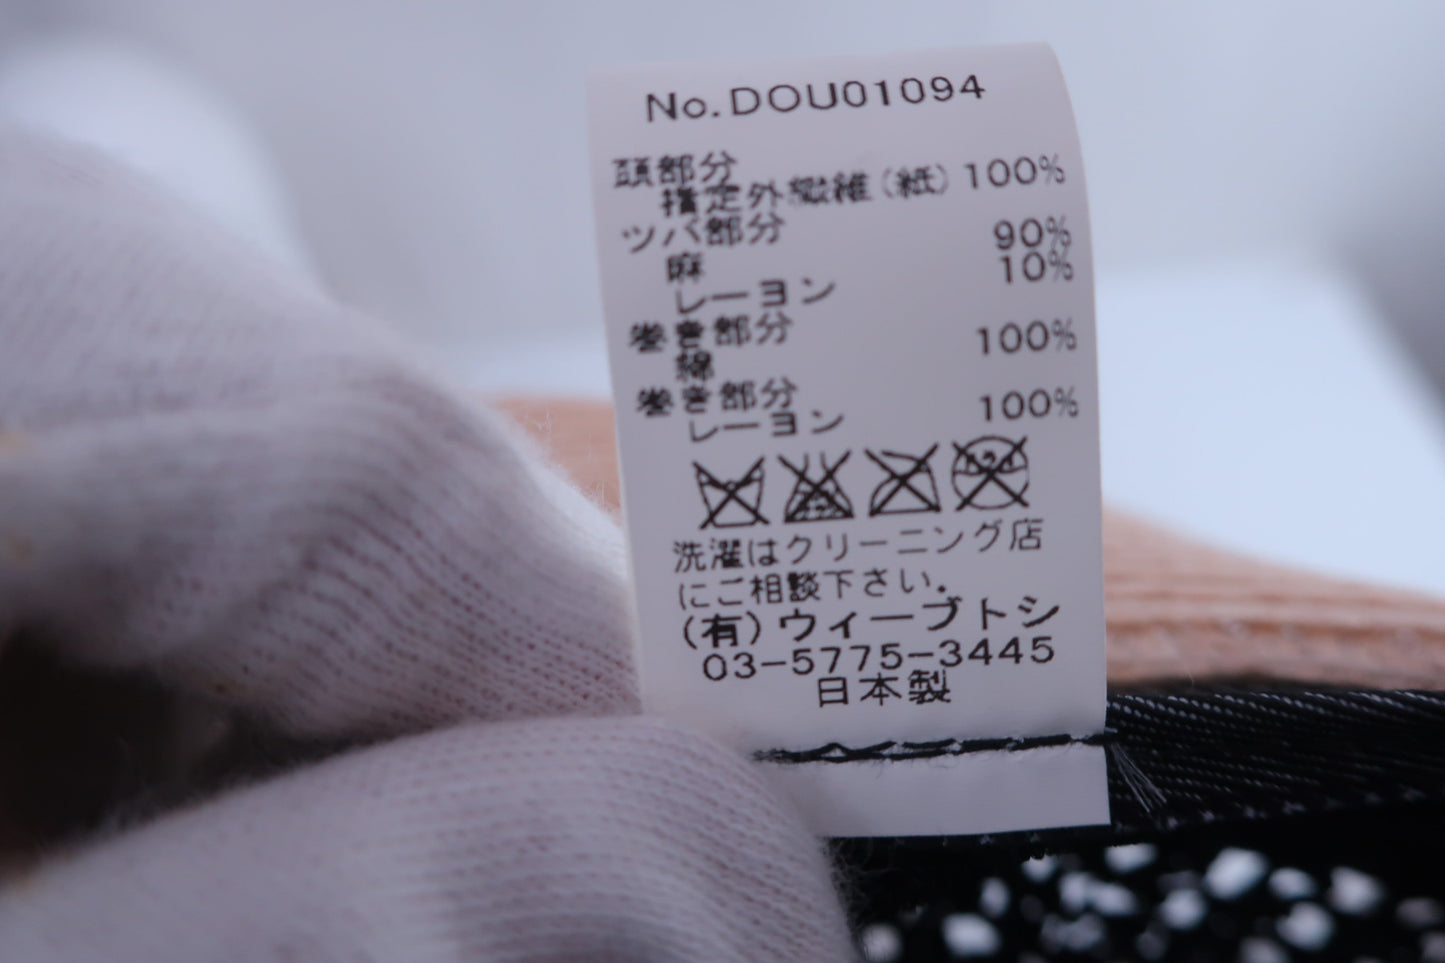 No.DOU01094
頭部分
指定外繊維(紙) 100%
ツバ部分
麻 90%
レーヨン 10%
巻き部分
綿 100%
巻き部分
レーヨン 100%
洗濯はクリーニング店
にご相談下さい。
(有)ウィーブトシ
03-5775-3445
日本製